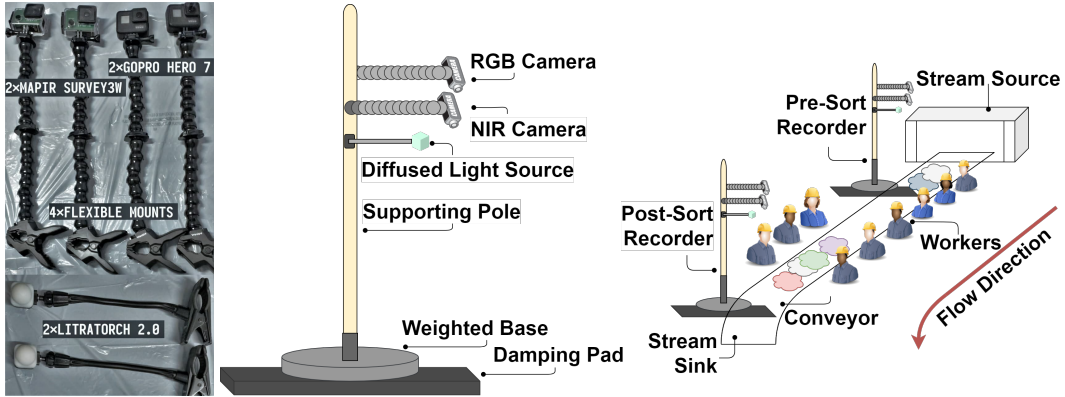 2×GOPRO HERO 7
2×MAPIR SURVEY3W
4×FLEXIBLE MOUNTS
2×LITRATORCH 2.0
RGB Camera
NIR Camera
Diffused Light Source
Supporting Pole
Weighted Base
Damping Pad
Stream Source
Pre-Sort
Recorder
Post-Sort
Recorder
Workers
Flow Direction
Conveyor
Stream
Sink